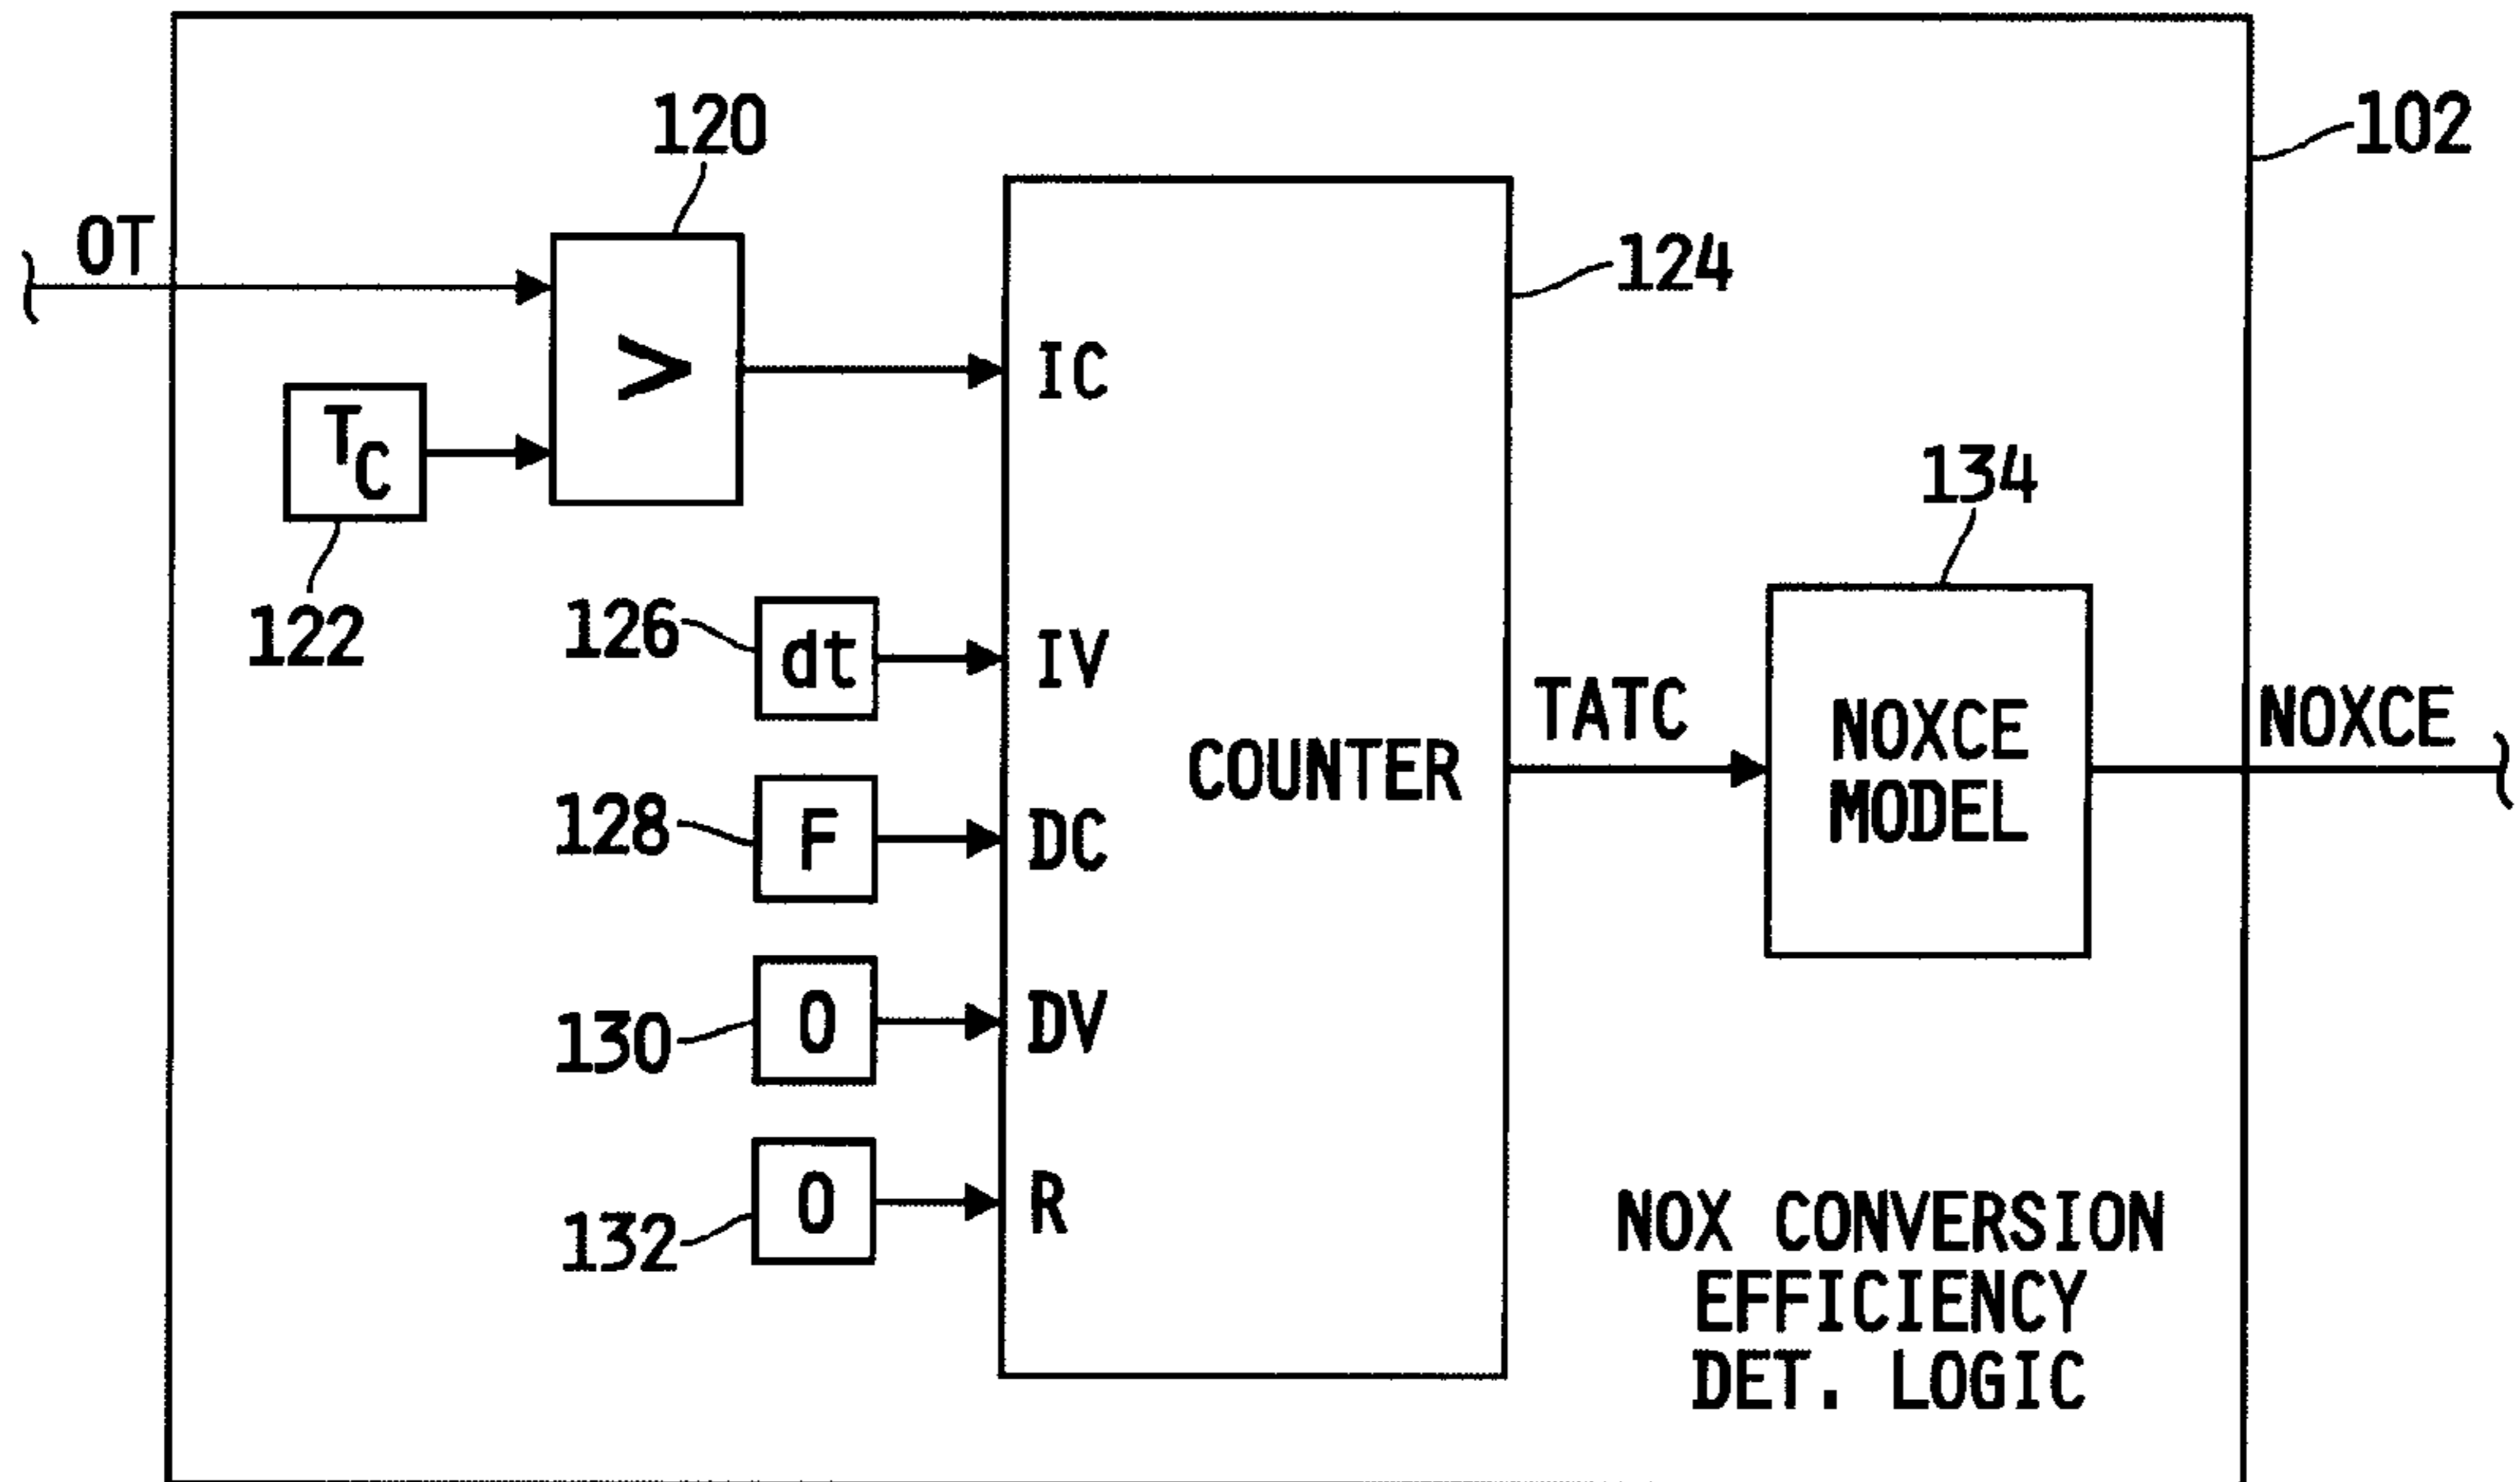 102
120
OT
>
124
IC
TC
122
134
126
dt
IV
TATC
NOXCE
MODEL
NOXCE
COUNTER
128
F
DC
130
0
DV
132
0
R
NOX CONVERSION
EFFICIENCY
DET. LOGIC